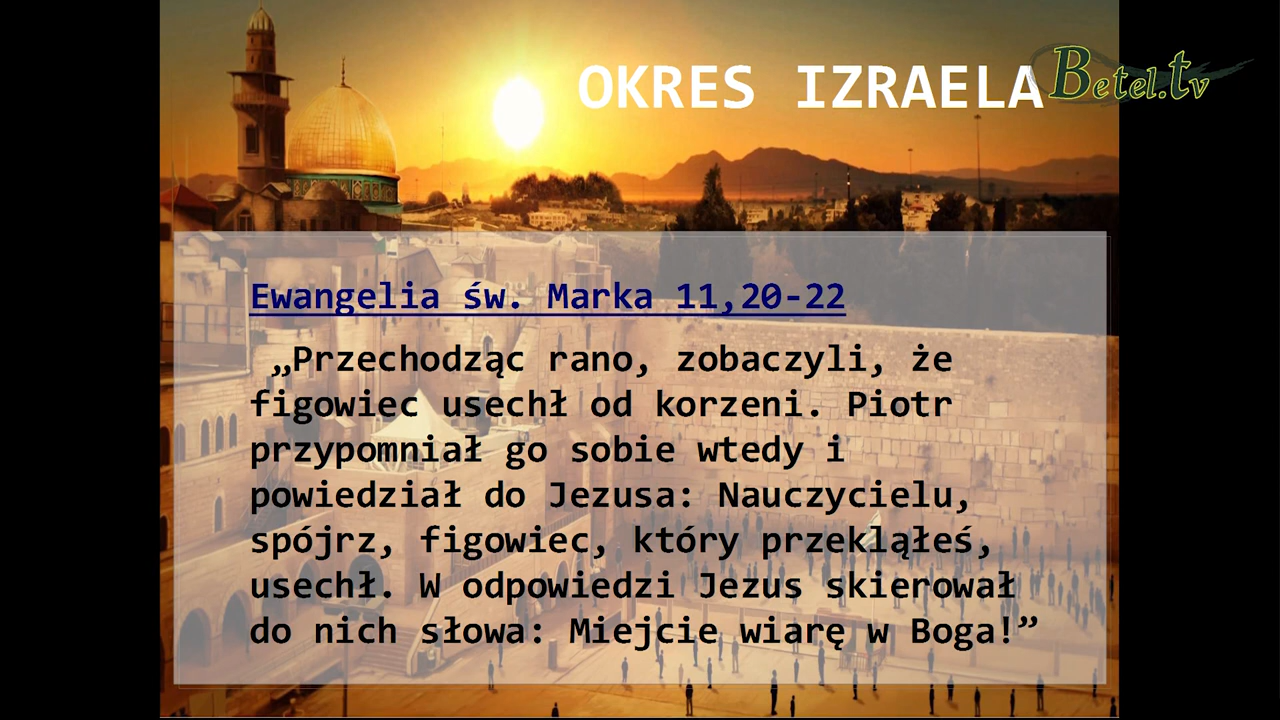 OKRES IZRAELA
Betel.tv
Ewangelia św. Marka 11,20-22
„Przechodząc rano, zobaczyli, że
figowiec usechł od korzeni. Piotr
przypomniał go sobie wtedy i
powiedział do Jezusa: Nauczycielu,
spójrz, figowiec, który przekląłeś,
usechł. W odpowiedzi Jezus skierował
do nich słowa: Miejcie wiarę w Boga!”